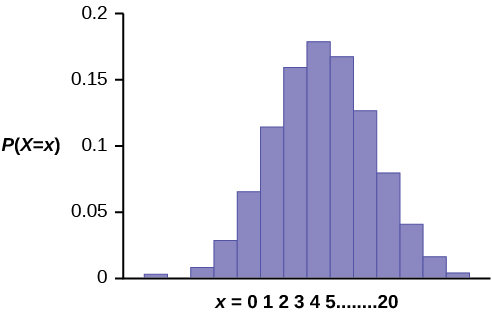 0.2
0.15
P(X=x)
0.1
0.05
0
x = 0 1 2 3 4 5........20